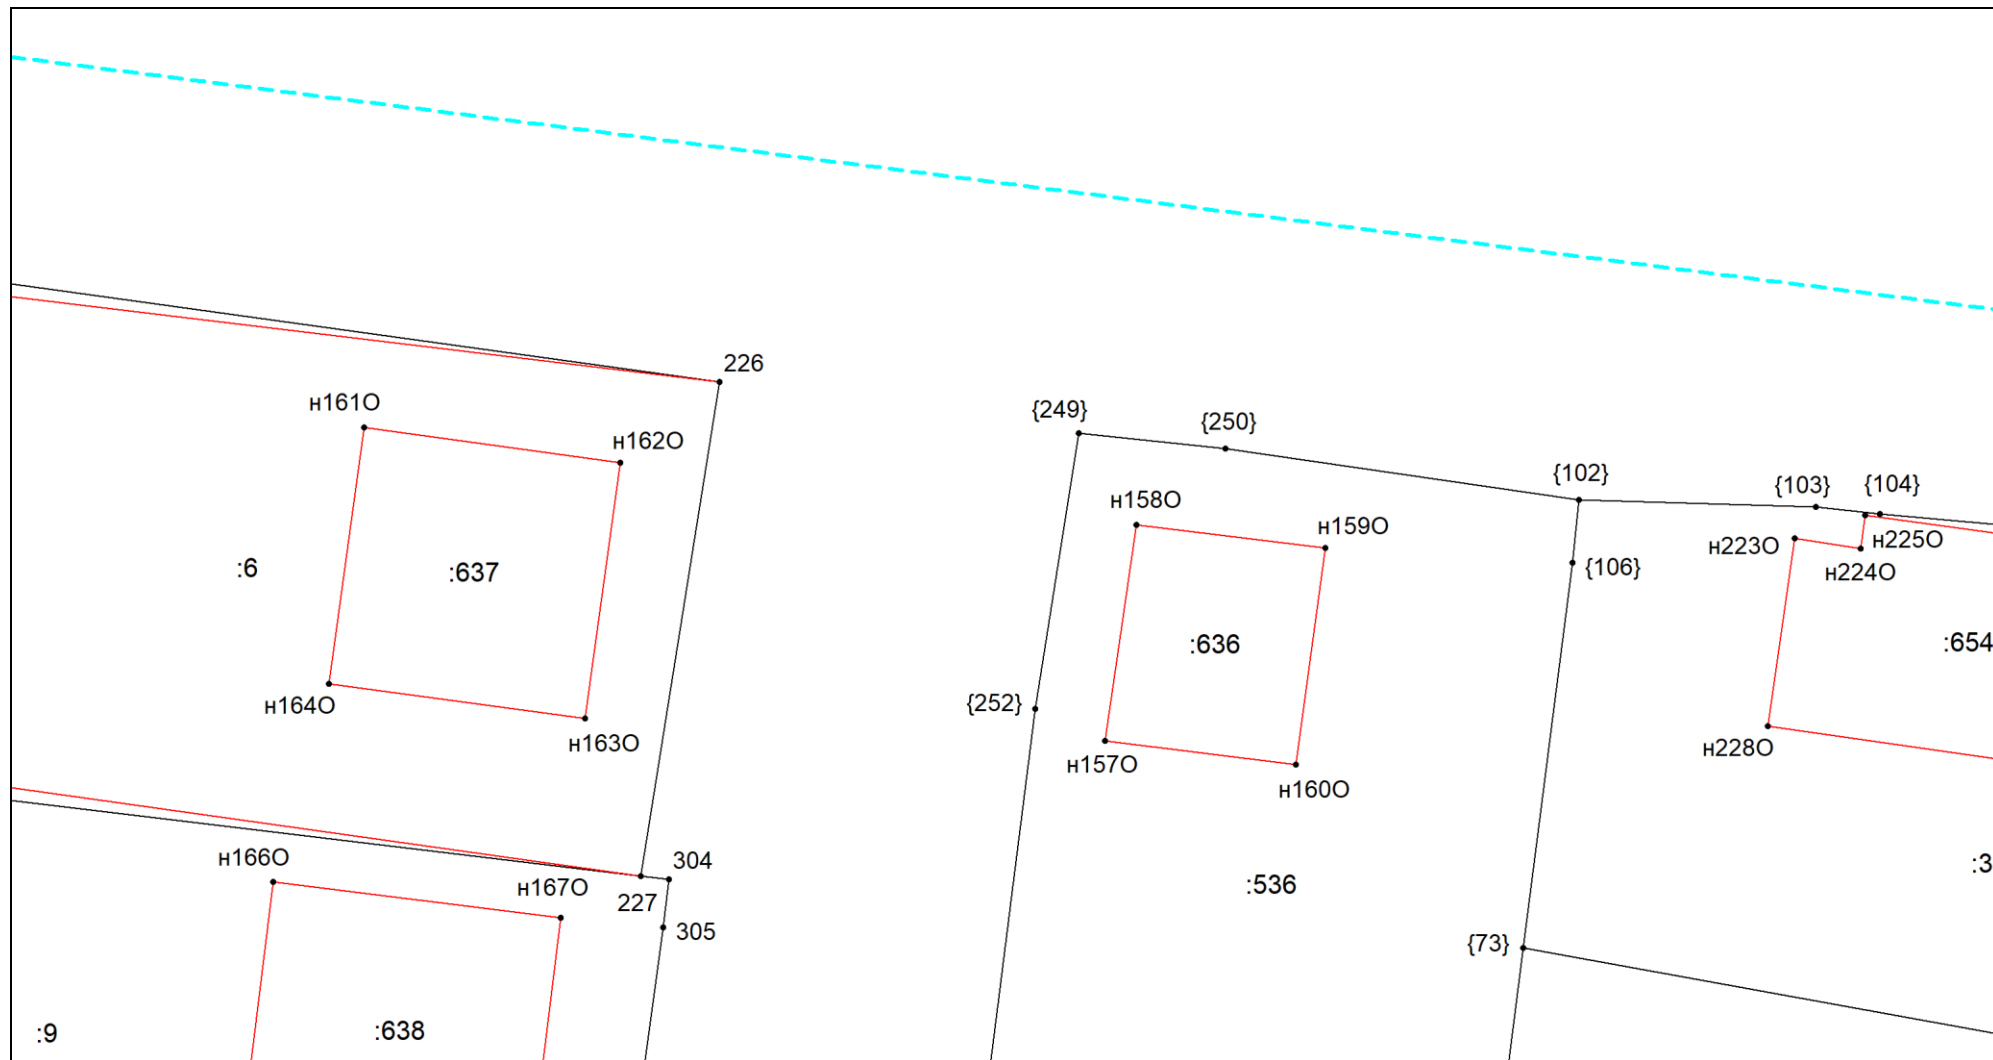 226
н161О
{249}
н162О
{250}
{102}
{103}
{104}
н158О
н159О
н223О
н225О
{106}
н224О
:6
:637
:636
:654
{252}
н164О
н163О
н228О
н157О
н160О
н166О
304
:3
н167О
227
:536
305
{73}
:9
:638